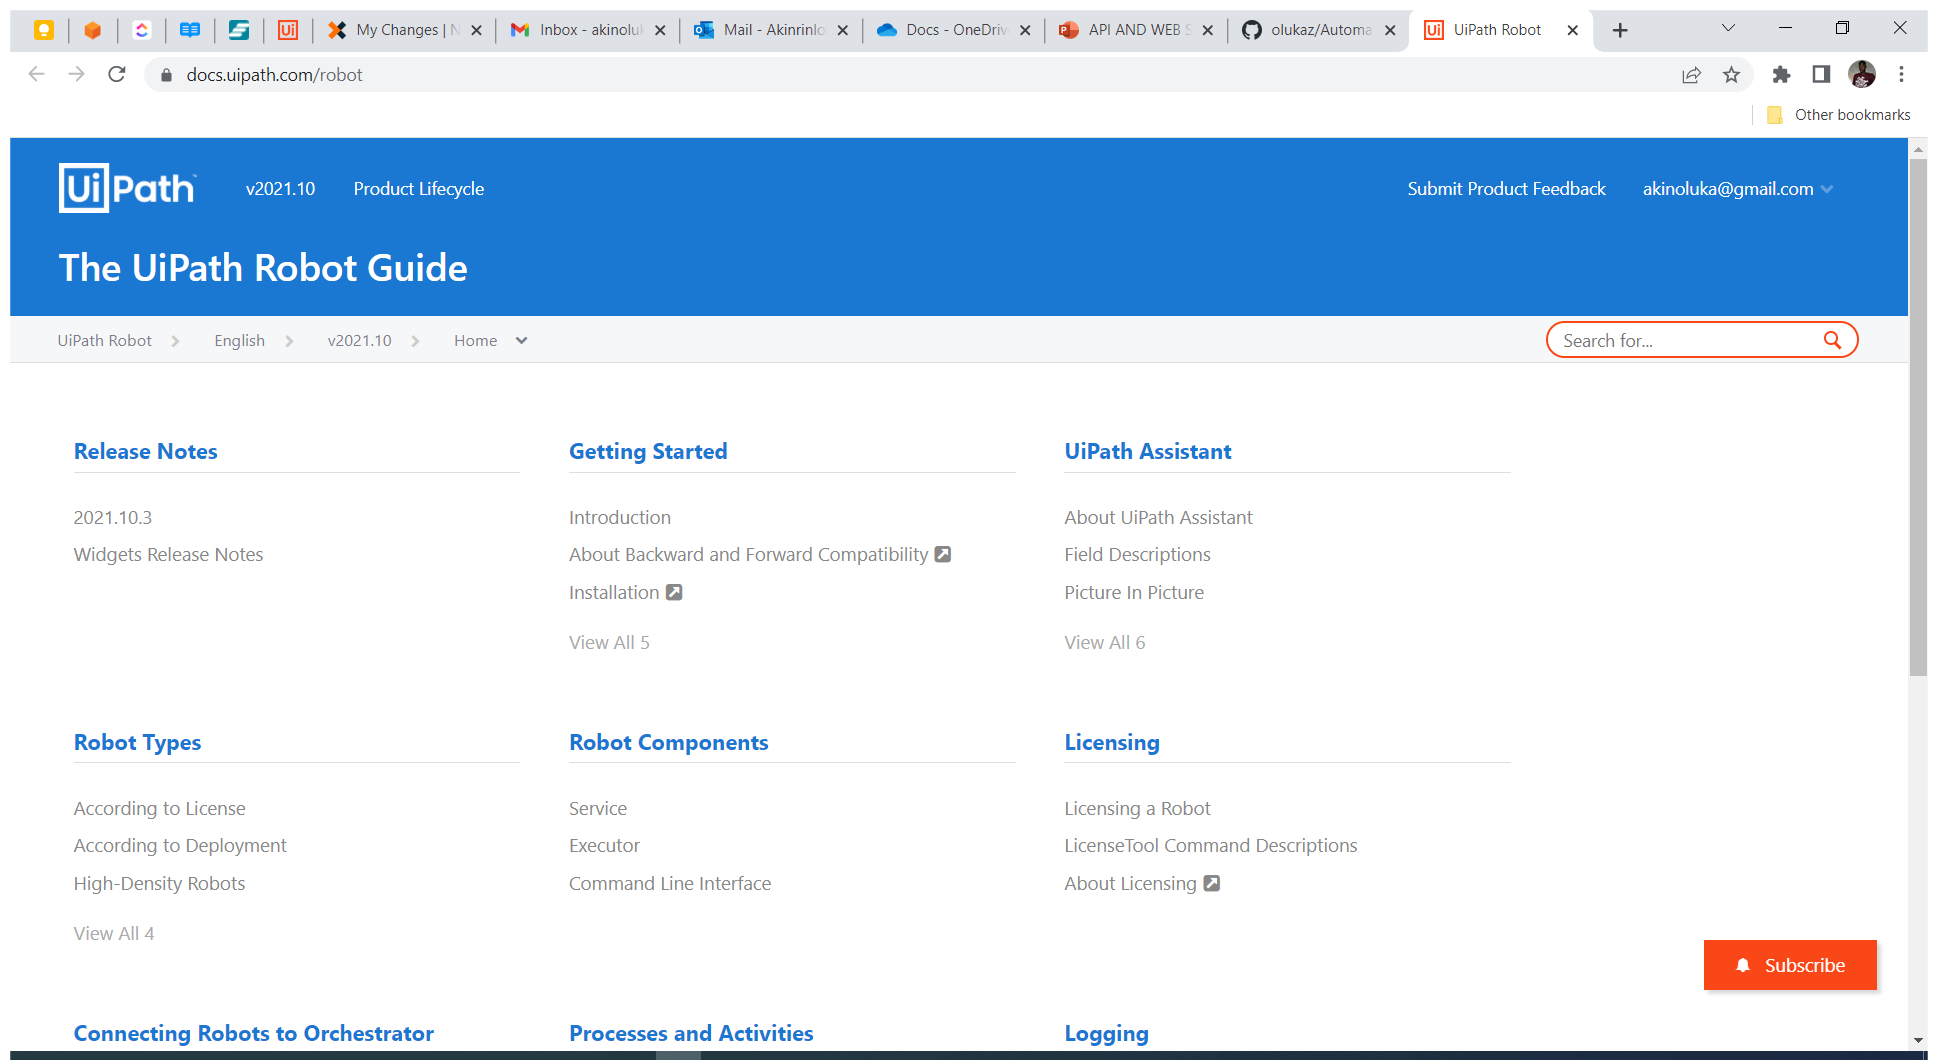 My Changes | N
Inbox - akinoluk
Mail - Akinrinlo
Docs - OneDriv
API AND WEB S
olukaz/Automa
UiPath Robot
docs.uipath.com/robot
Other bookmarks
UiPath v2021.10 Product Lifecycle Submit Product Feedback akinoluka@gmail.com
The UiPath Robot Guide
UiPath Robot English v2021.10 Home Search for...
Release Notes
2021.10.3
Widgets Release Notes
Getting Started
Introduction
About Backward and Forward Compatibility
Installation
View All 5
UiPath Assistant
About UiPath Assistant
Field Descriptions
Picture In Picture
View All 6
Robot Types
According to License
According to Deployment
High-Density Robots
View All 4
Robot Components
Service
Executor
Command Line Interface
Licensing
Licensing a Robot
LicenseTool Command Descriptions
About Licensing
Subscribe
Connecting Robots to Orchestrator
Processes and Activities
Logging